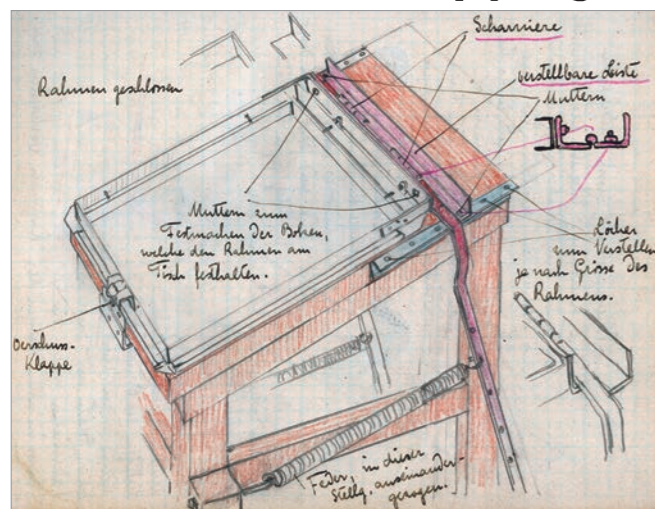 Scharniere
Rahmen geschlossen
verstellbare Leiste
Muttern
Muttern zum
Festmachen der Bolzen,
welche den Rahmen am
Tisch festhalten.
Löcher
zum Verstellen
je nach Grösse des
Rahmens.
Klappe
Feder, in dieser
Stellg. auseinander-
gezogen.